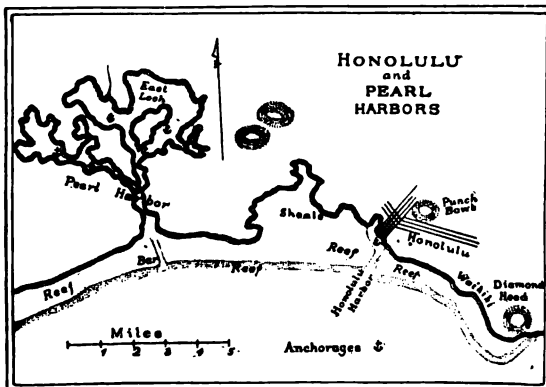 HONOLULU
and
PEARL
HARBORS
East
Loch
Pearl Harbor
Shoals
Punch
Bowl
Honolulu
Bar
Reef
Reef
Reef
Reef
Honolulu
Harbor
Waikiki
Diamond
Head
Miles
1 2 3 4 5
Anchorages